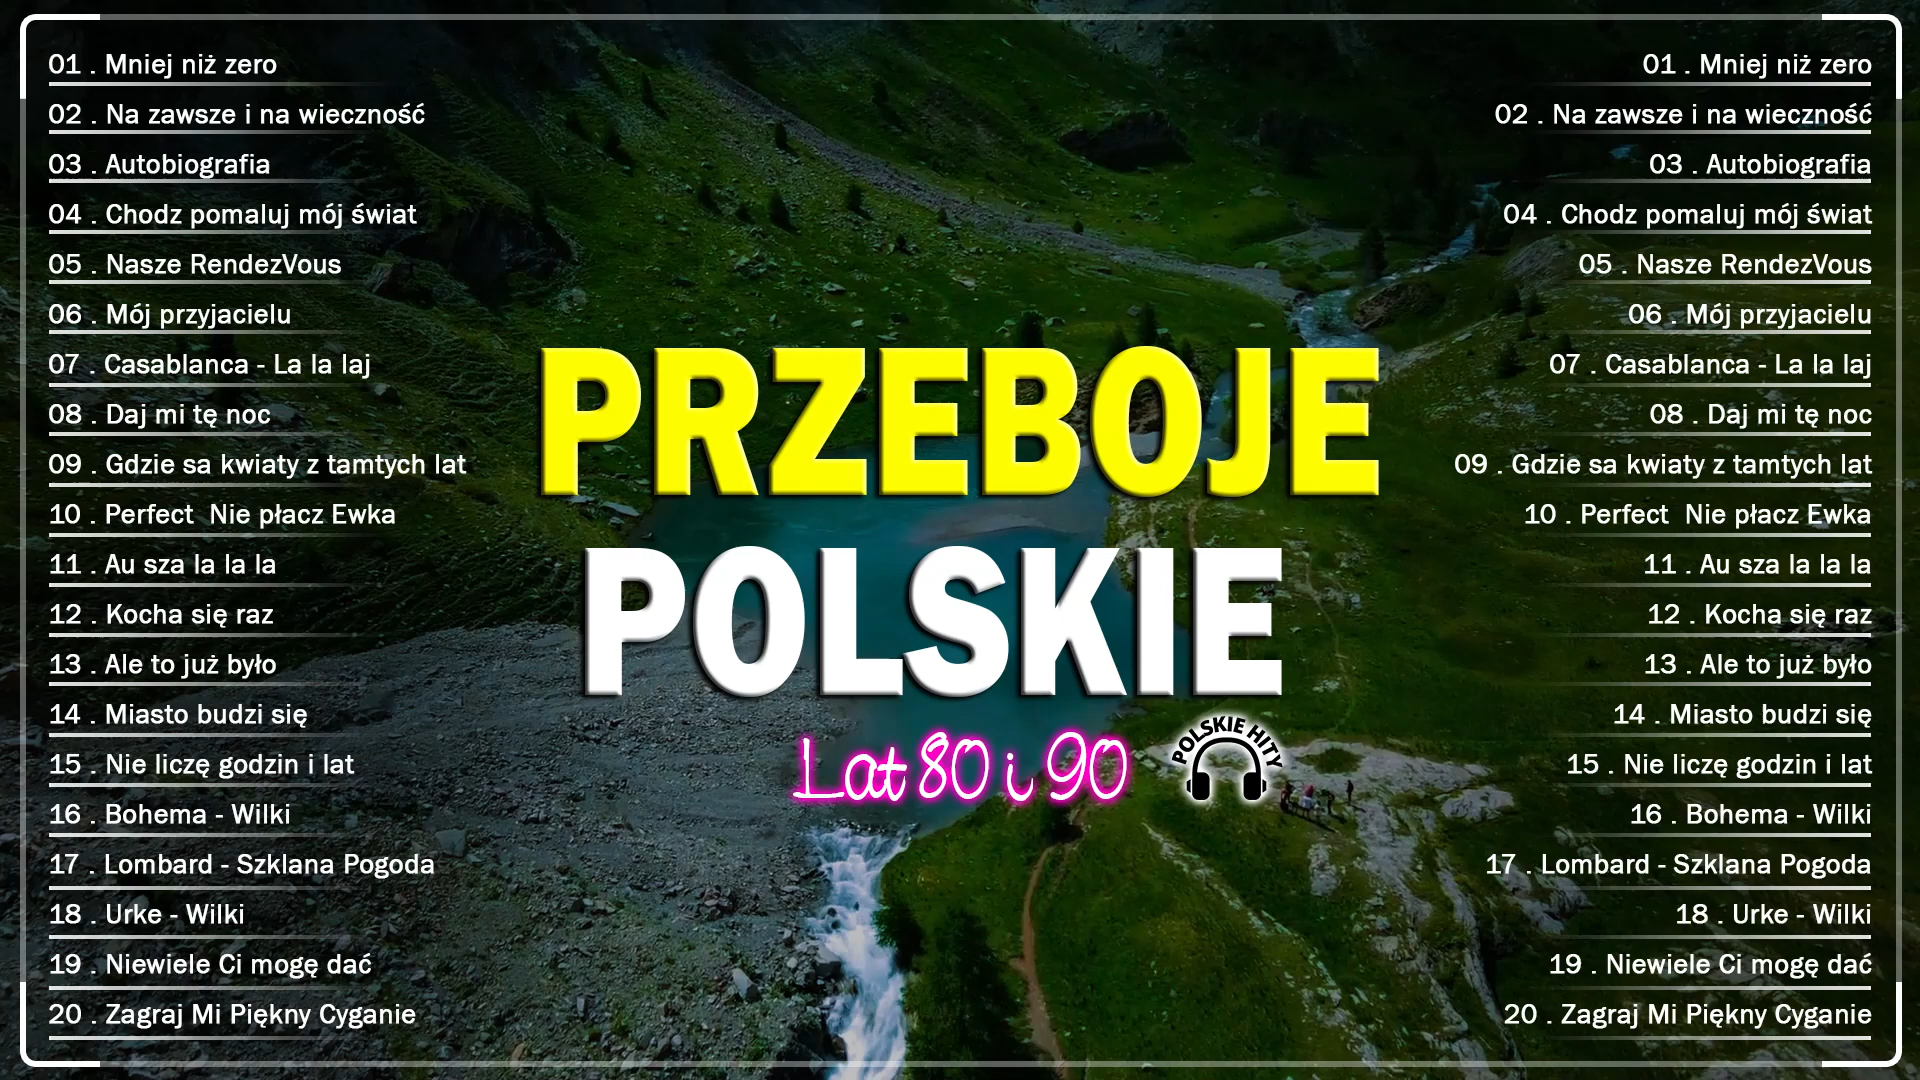 01 . Mniej niż zero
02 . Na zawsze i na wieczność
03 . Autobiografia
04 . Chodz pomaluj mój świat
05 . Nasze RendezVous
06 . Mój przyjacielu
07 . Casablanca - La la laj
08 . Daj mi tę noc
09 . Gdzie sa kwiaty z tamtych lat
10 . Perfect  Nie płacz Ewka
11 . Au sza la la la
12 . Kocha się raz
13 . Ale to już było
14 . Miasto budzi się
15 . Nie liczę godzin i lat
16 . Bohema - Wilki
17 . Lombard - Szklana Pogoda
18 . Urke - Wilki
19 . Niewiele Ci mogę dać
20 . Zagraj Mi Piękny Cyganie
PRZEBOJE
POLSKIE
Lat 80 i 90
POLSKIE HITY
01 . Mniej niż zero
02 . Na zawsze i na wieczność
03 . Autobiografia
04 . Chodz pomaluj mój świat
05 . Nasze RendezVous
06 . Mój przyjacielu
07 . Casablanca - La la laj
08 . Daj mi tę noc
09 . Gdzie sa kwiaty z tamtych lat
10 . Perfect  Nie płacz Ewka
11 . Au sza la la la
12 . Kocha się raz
13 . Ale to już było
14 . Miasto budzi się
15 . Nie liczę godzin i lat
16 . Bohema - Wilki
17 . Lombard - Szklana Pogoda
18 . Urke - Wilki
19 . Niewiele Ci mogę dać
20 . Zagraj Mi Piękny Cyganie